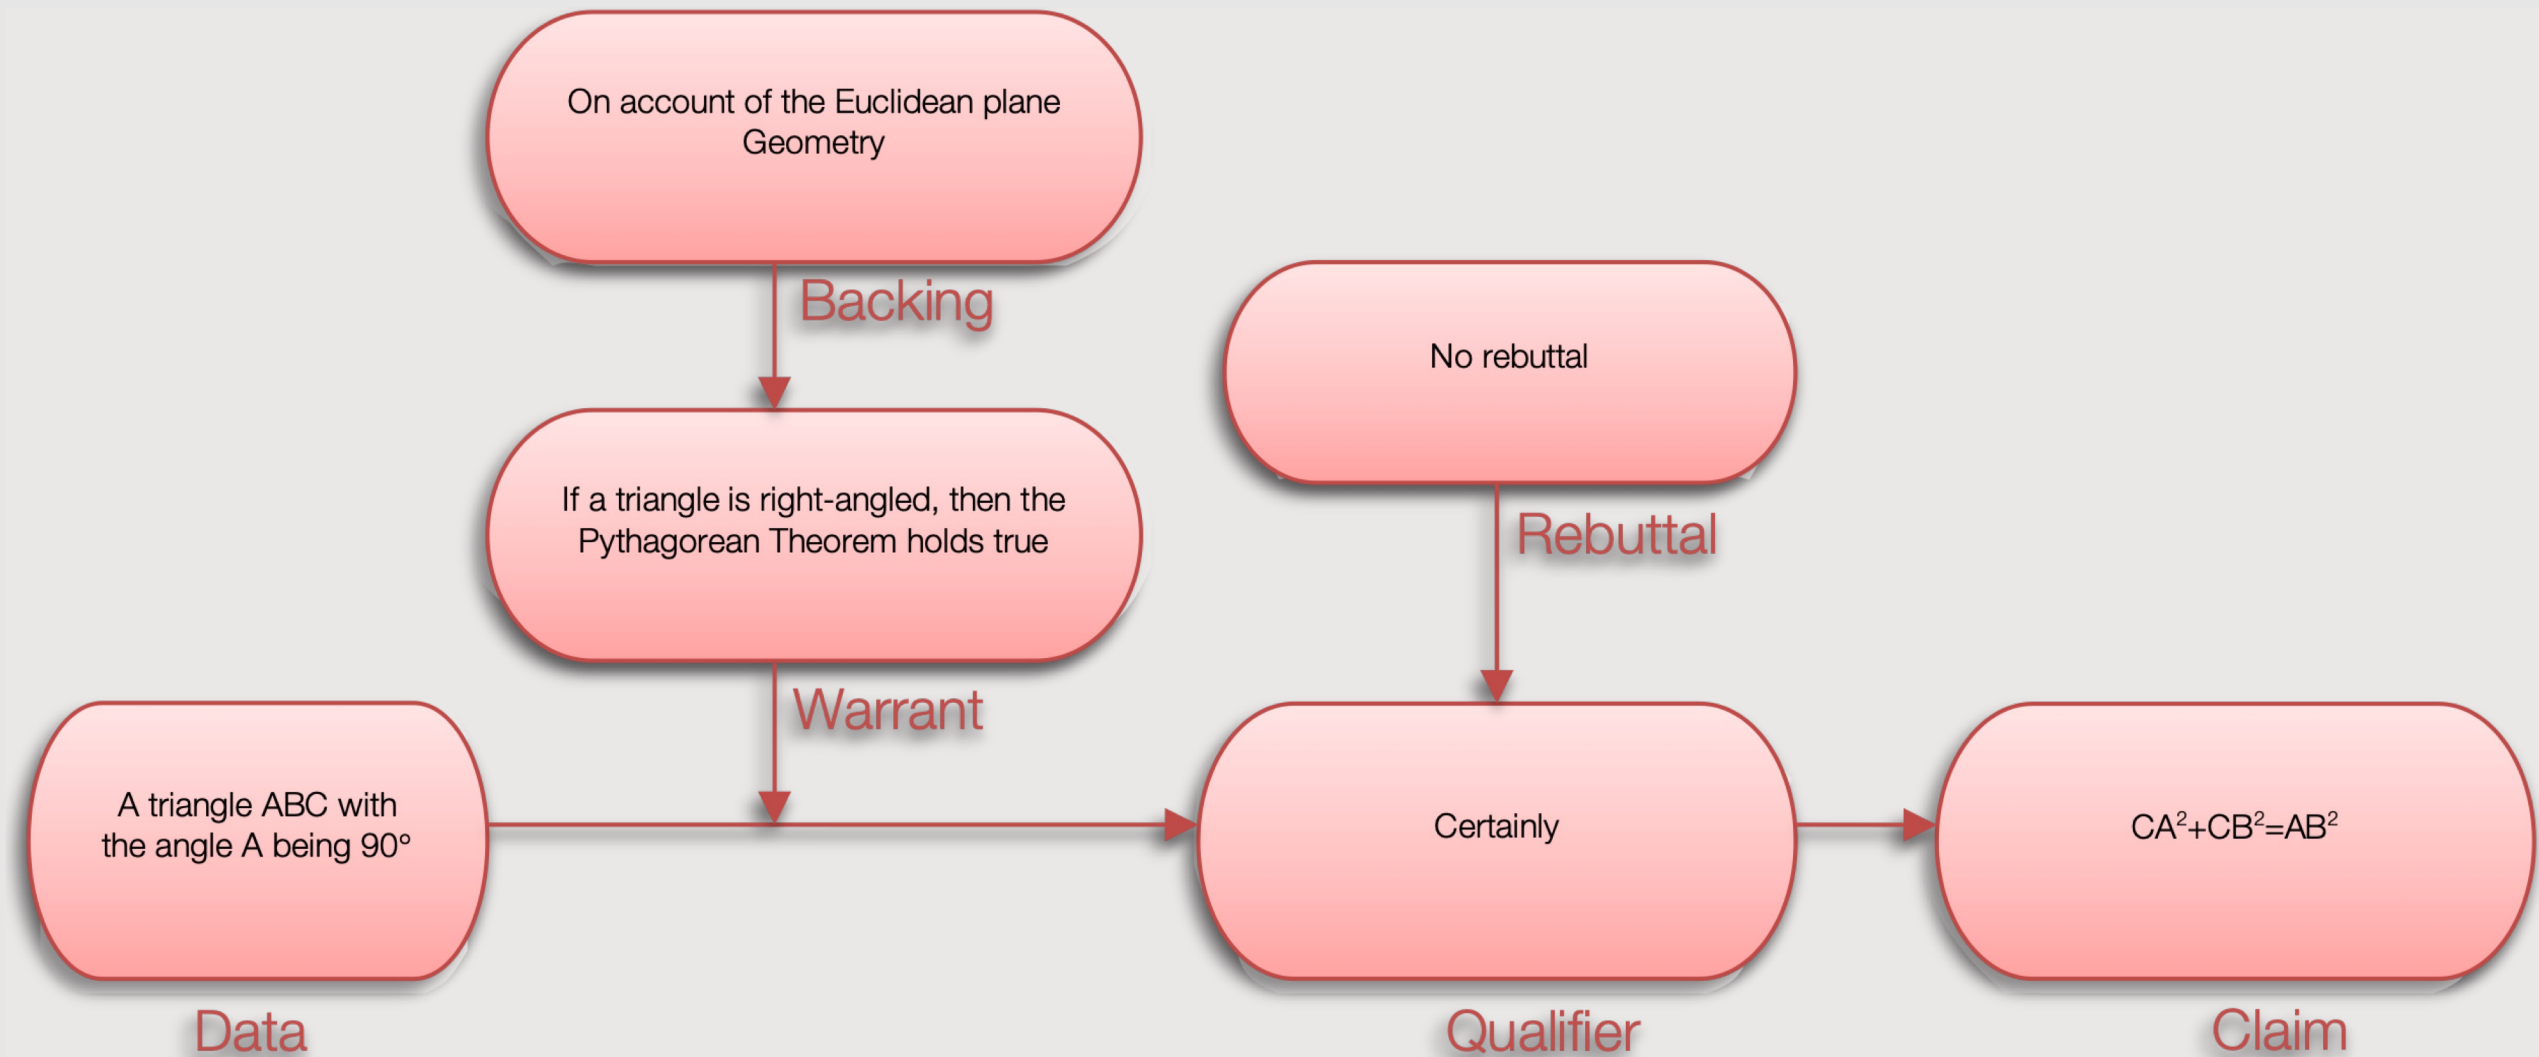 On account of the Euclidean plane
Geometry
Backing
If a triangle is right-angled, then the
Pythagorean Theorem holds true
Warrant
No rebuttal
Rebuttal
A triangle ABC with
the angle A being 90°
Data
Certainly
Qualifier
CA²+CB²=AB²
Claim